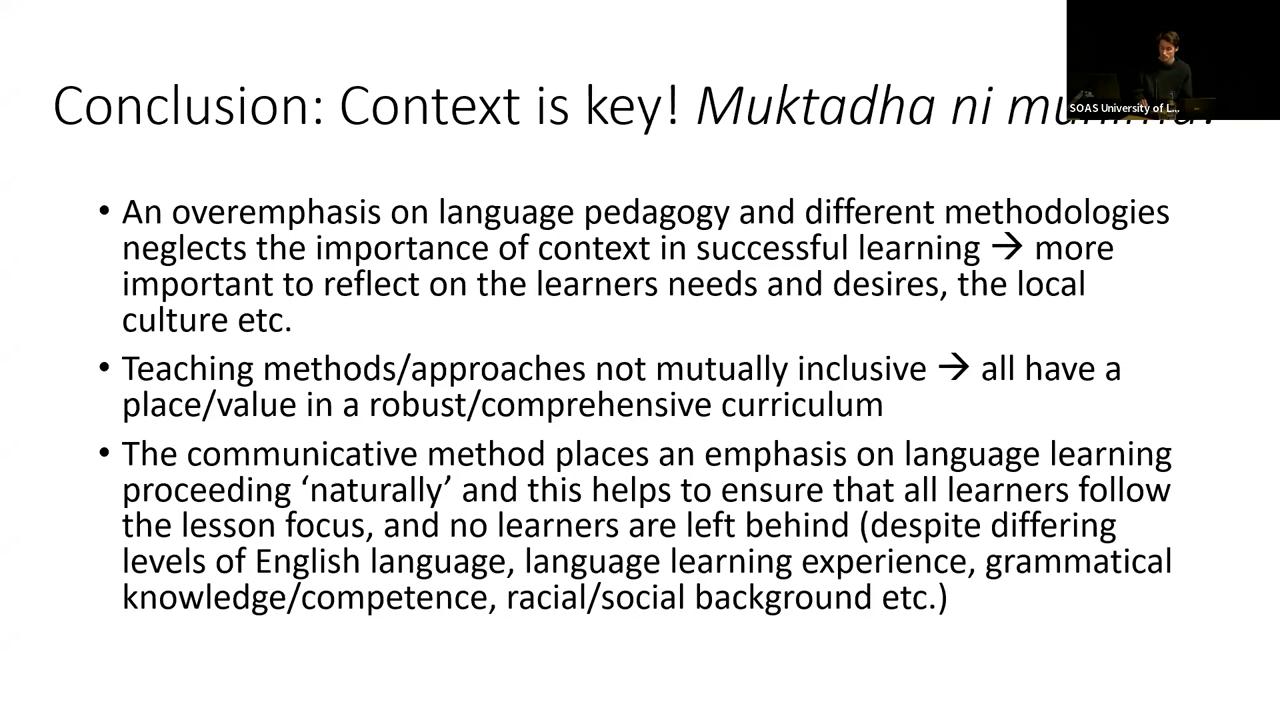 Conclusion: Context is key! Muktadha ni
SOAS University of L...
• An overemphasis on language pedagogy and different methodologies
neglects the importance of context in successful learning → more
important to reflect on the learners needs and desires, the local
culture etc.
• Teaching methods/approaches not mutually inclusive → all have a
place/value in a robust/comprehensive curriculum
• The communicative method places an emphasis on language learning
proceeding ‘naturally’ and this helps to ensure that all learners follow
the lesson focus, and no learners are left behind (despite differing
levels of English language, language learning experience, grammatical
knowledge/competence, racial/social background etc.)